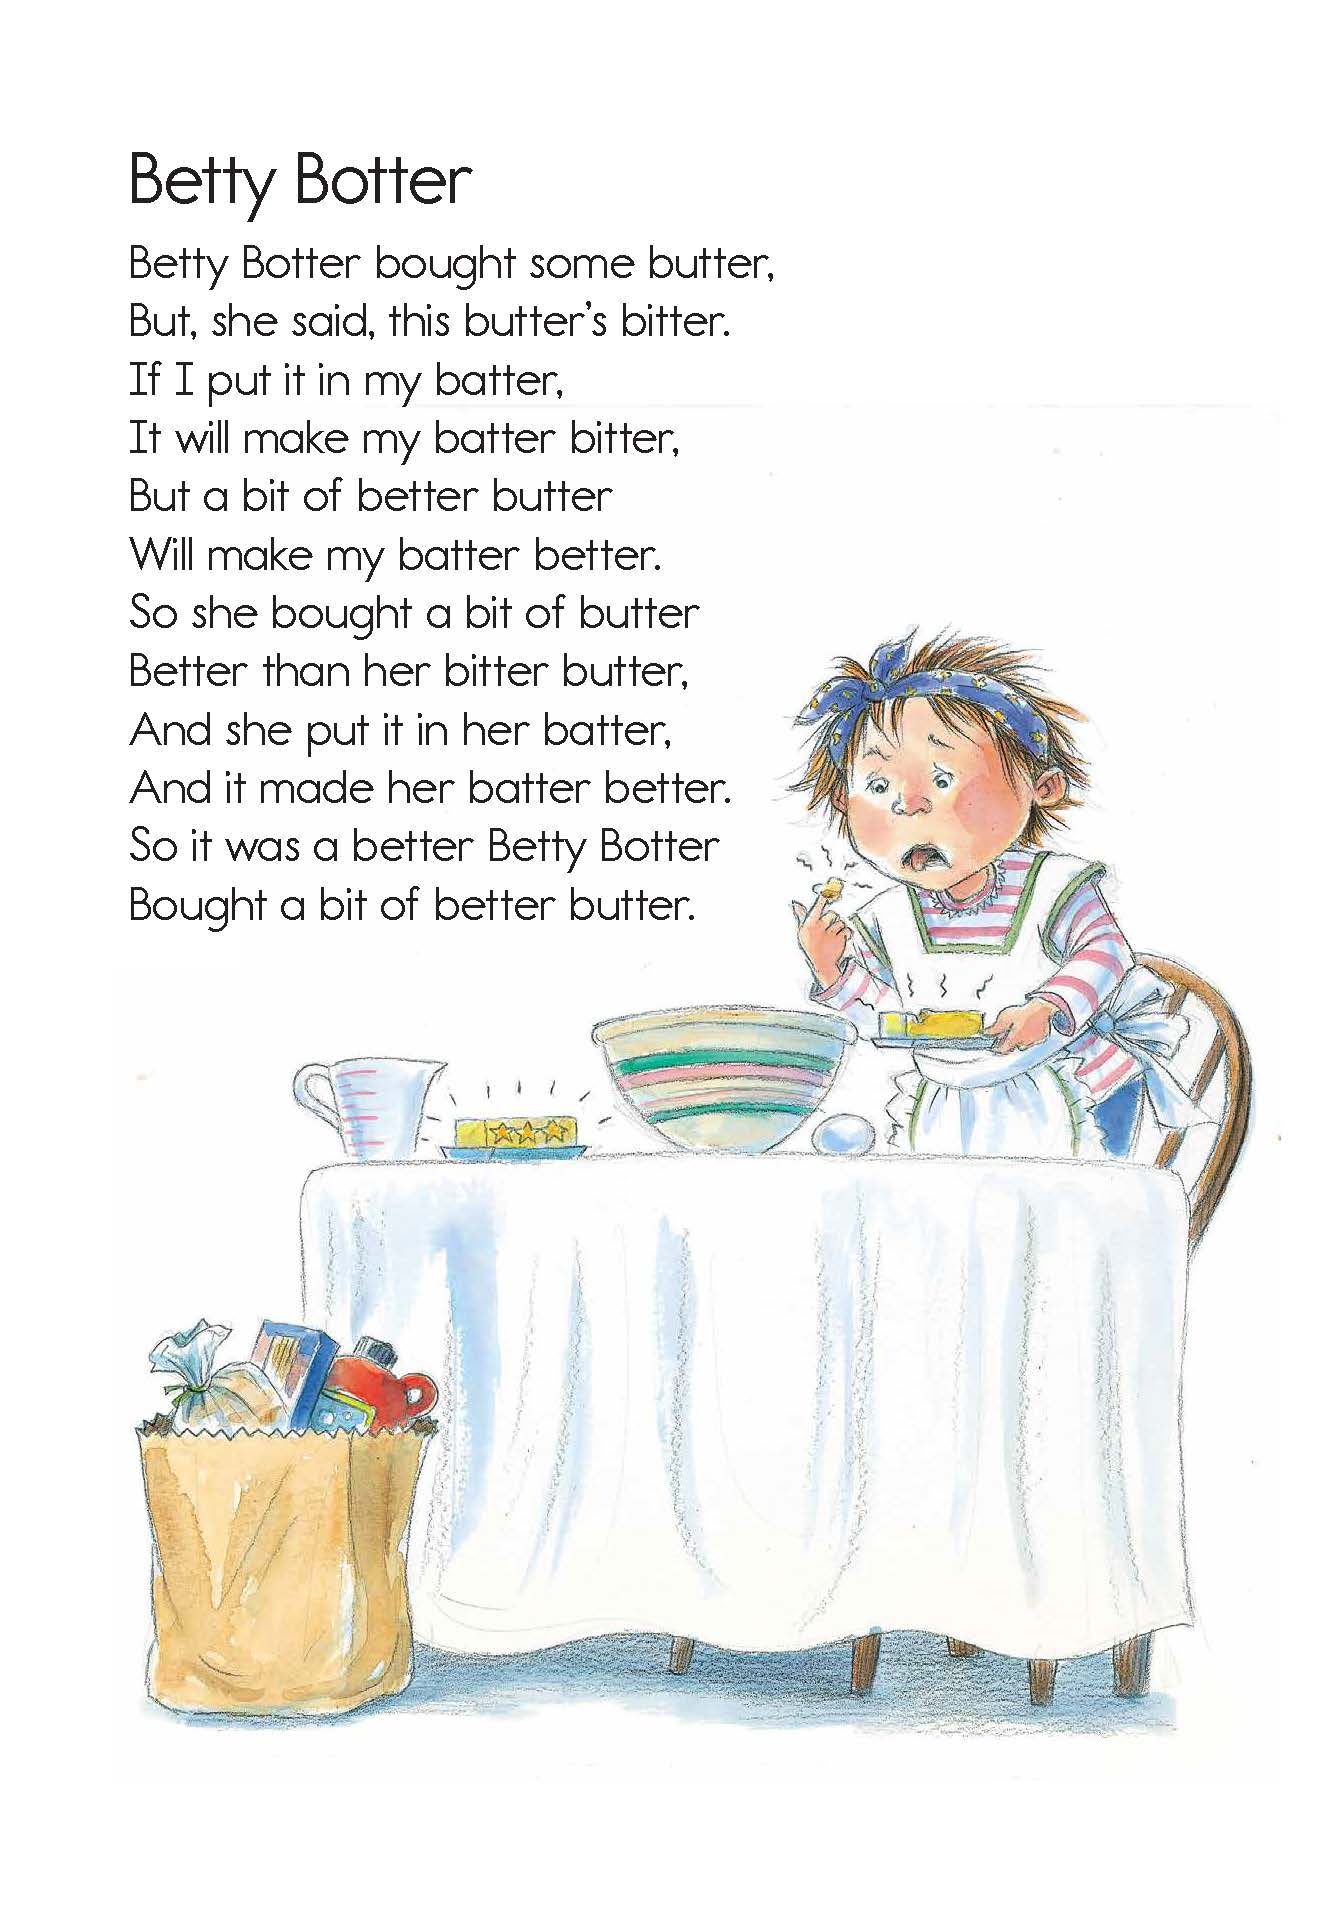 Betty Botter
Betty Botter bought some butter,
But, she said, this butter’s bitter.
If I put it in my batter,
It will make my batter bitter,
But a bit of better butter
Will make my batter better.
So she bought a bit of butter
Better than her bitter butter,
And she put it in her batter,
And it made her batter better.
So it was a better Betty Botter
Bought a bit of better butter.